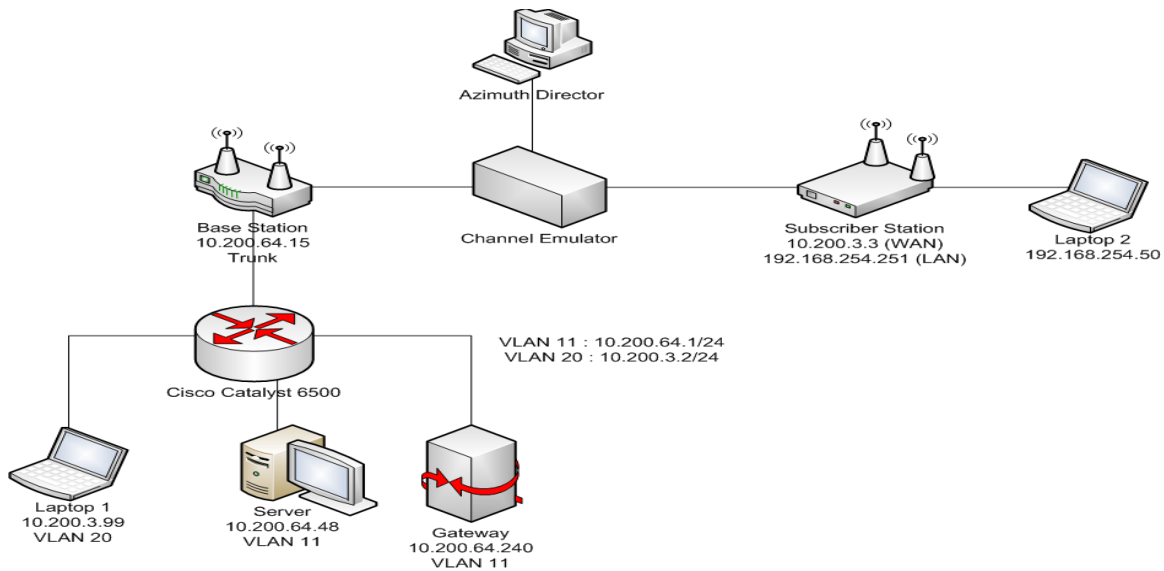 Azimuth Director
Base Station
10.200.64.15
Trunk
Channel Emulator
Subscriber Station
10.200.3.3 (WAN)
192.168.254.251 (LAN)
Laptop 2
192.168.254.50
VLAN 11 : 10.200.64.1/24
VLAN 20 : 10.200.3.2/24
Cisco Catalyst 6500
Laptop 1
10.200.3.99
VLAN 20
Server
10.200.64.48
VLAN 11
Gateway
10.200.64.240
VLAN 11